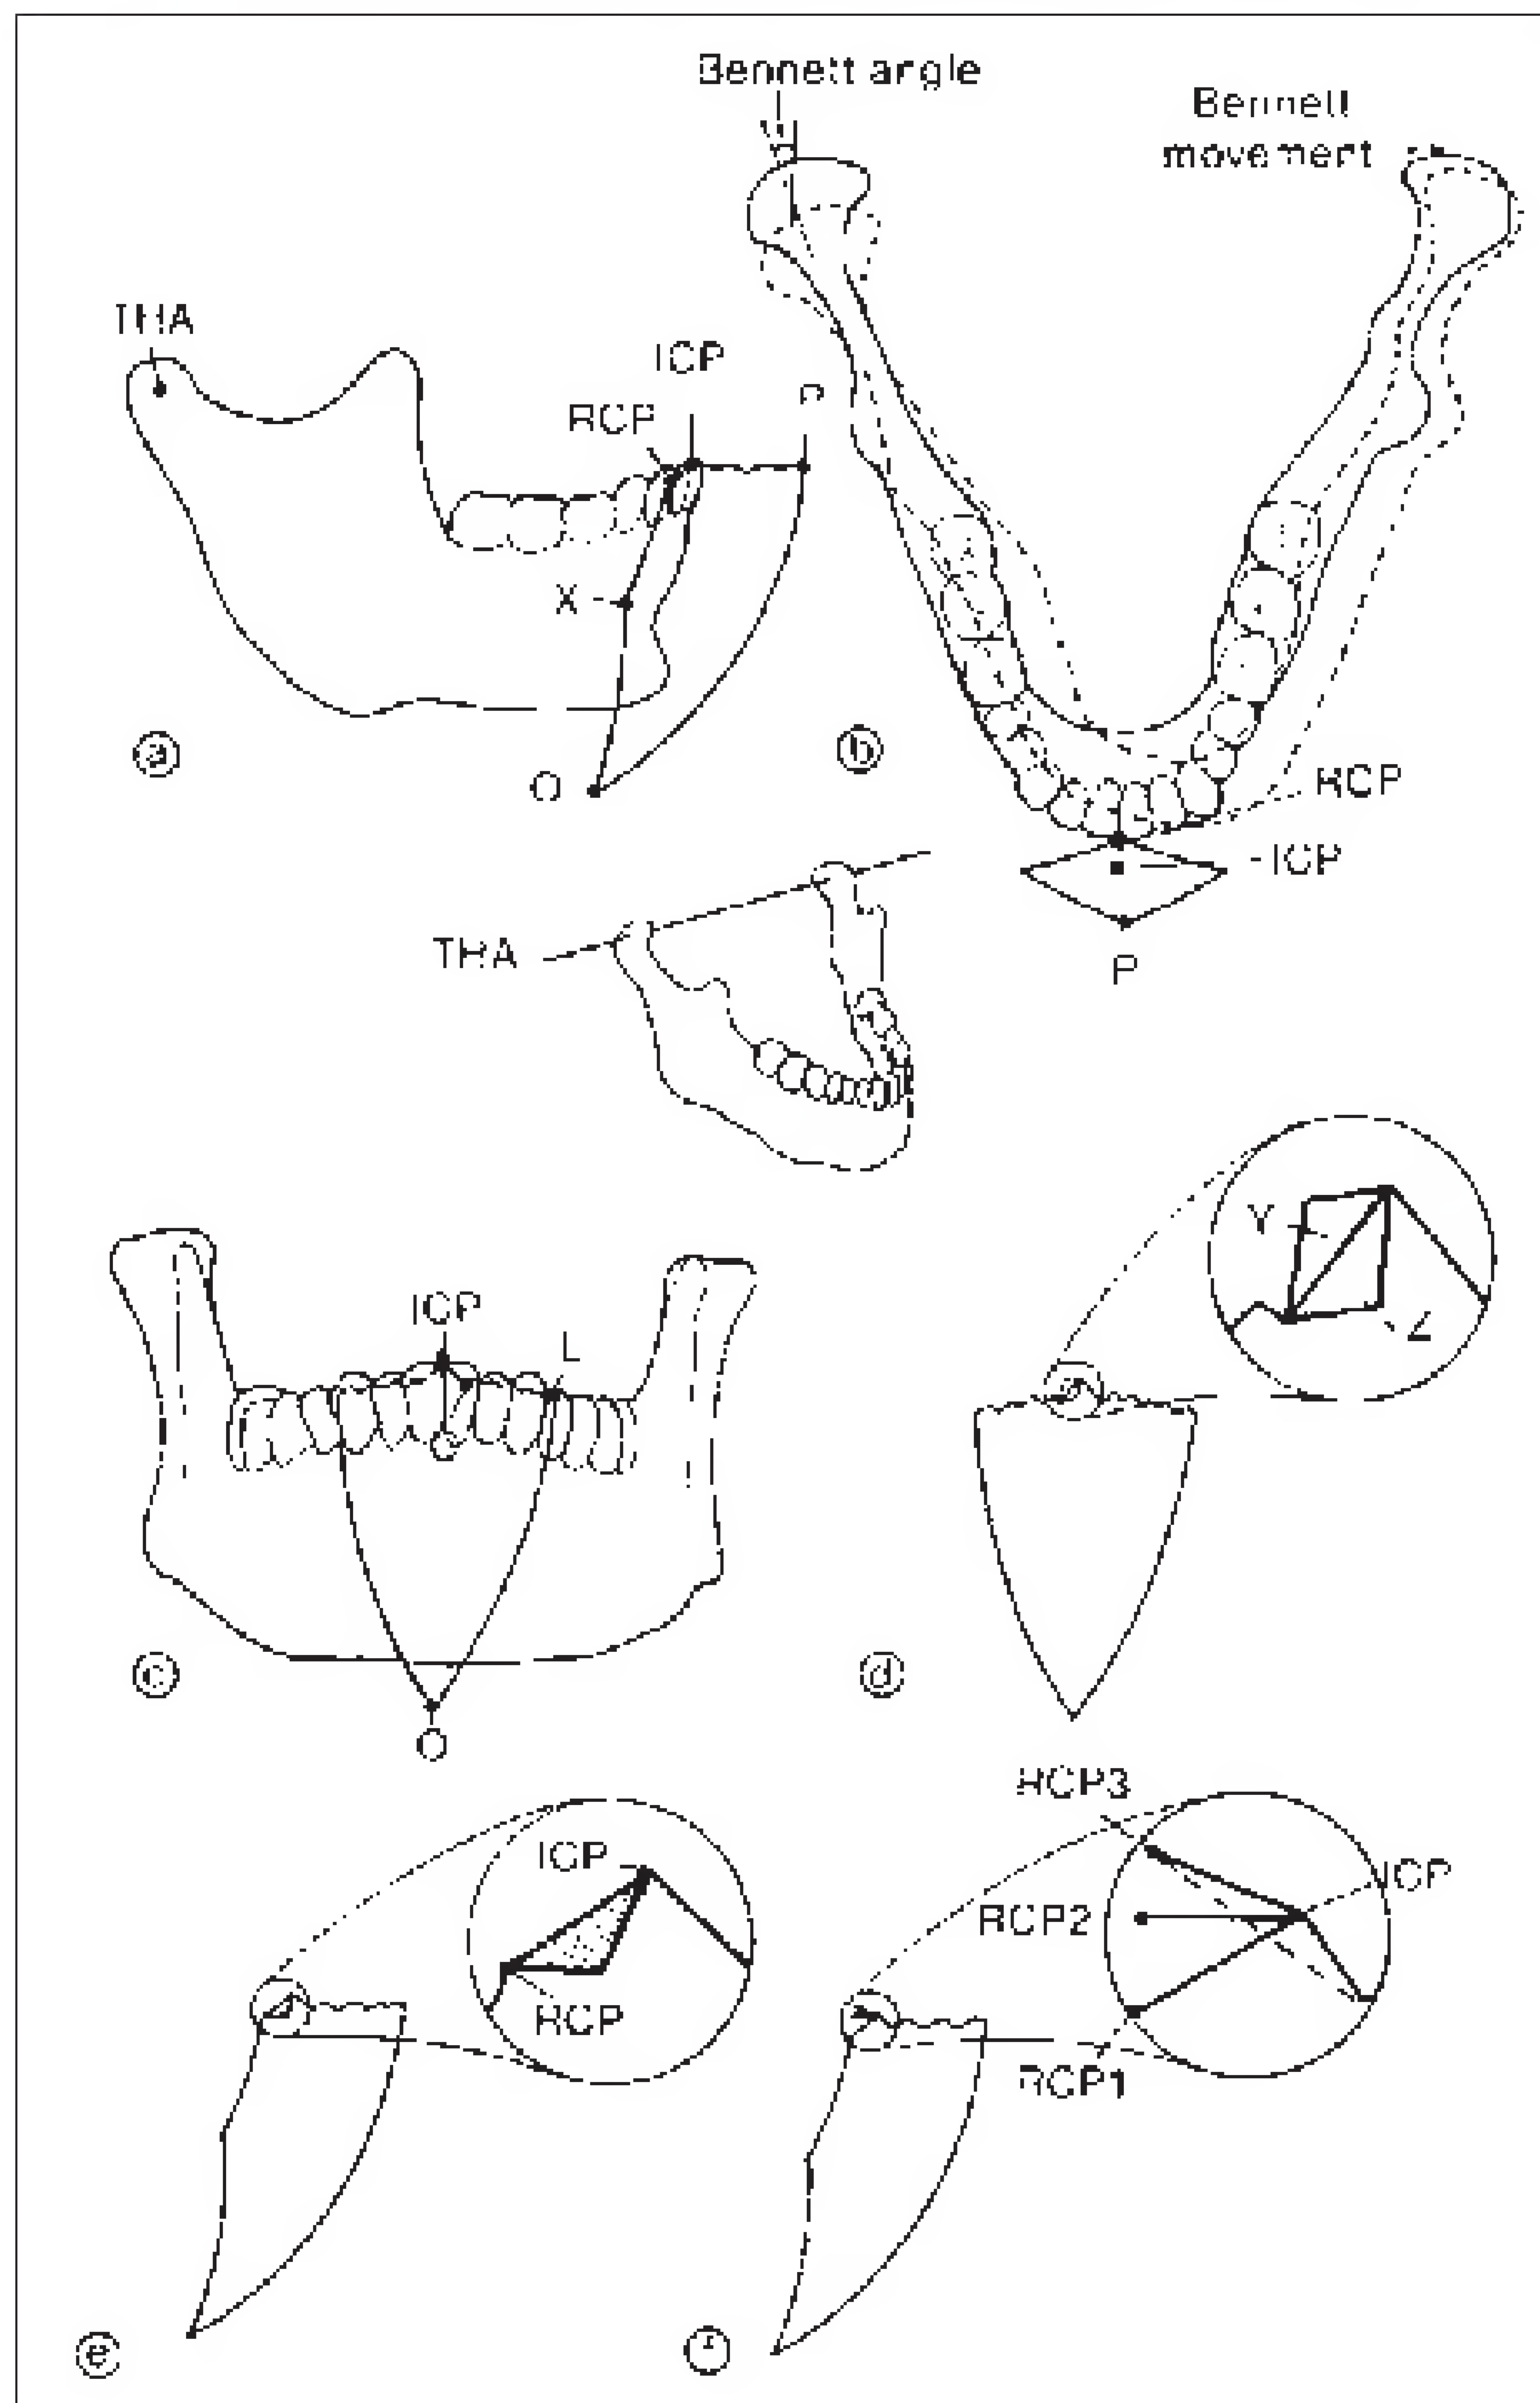 Bennett angle
Bennett
movement
THA
ICP
RCP
P
X
O
a
b
RCP
ICP
P
THA
ICP
L
Y
Z
c
O
d
RCP3
ICP
ICP
RCP2
RCP
RCP1
e
f